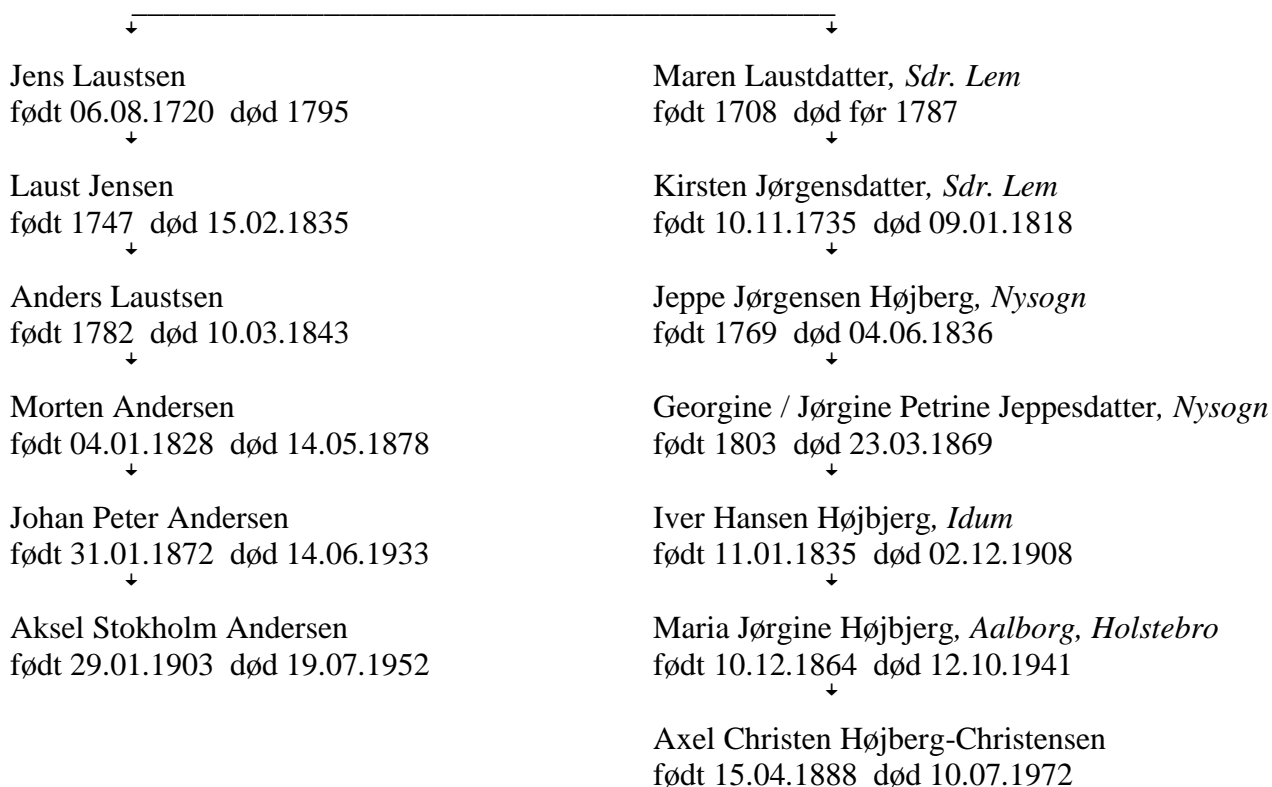 Jens Laustsen
født 06.08.1720 død 1795
Laust Jensen
født 1747 død 15.02.1835
Anders Laustsen
født 1782 død 10.03.1843
Morten Andersen
født 04.01.1828 død 14.05.1878
Johan Peter Andersen
født 31.01.1872 død 14.06.1933
Aksel Stokholm Andersen
født 29.01.1903 død 19.07.1952
Maren Laustdatter, Sdr. Lem
født 1708 død før 1787
Kirsten Jørgensdatter, Sdr. Lem
født 10.11.1735 død 09.01.1818
Jeppe Jørgensen Højberg, Nysogn
født 1769 død 04.06.1836
Georgine / Jørgine Petrine Jeppesdatter, Nysogn
født 1803 død 23.03.1869
Iver Hansen Højbjerg, Idum
født 11.01.1835 død 02.12.1908
Maria Jørgine Højbjerg, Aalborg, Holstebro
født 10.12.1864 død 12.10.1941
Axel Christen Højberg-Christensen
født 15.04.1888 død 10.07.1972